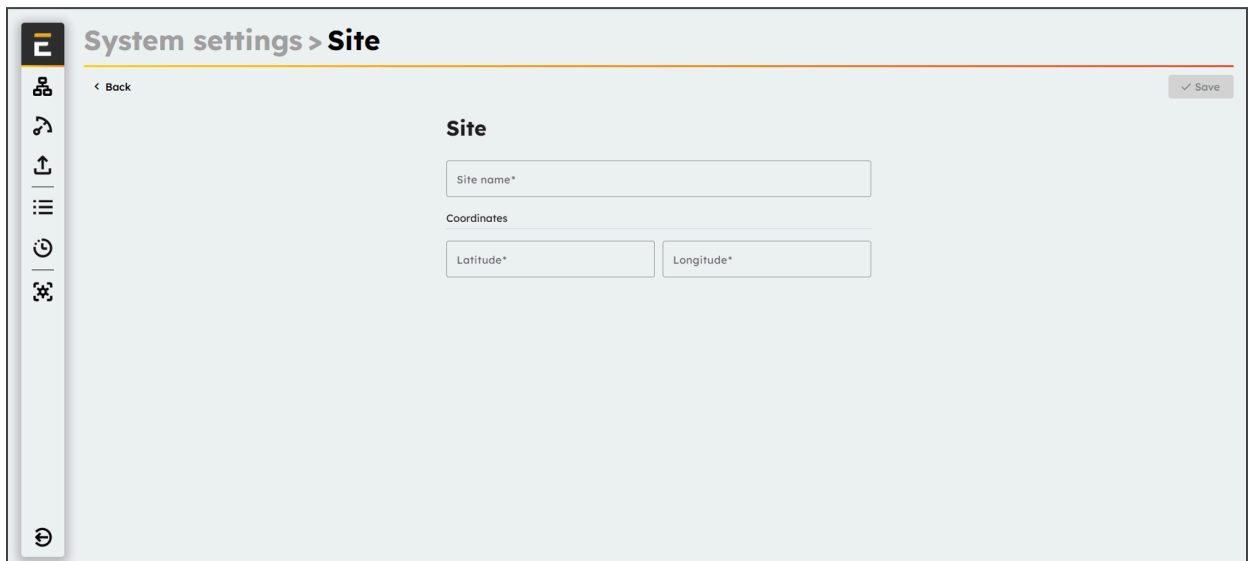 System settings > Site
Back
Save
Site
Site name*
Coordinates
Latitude*
Longitude*